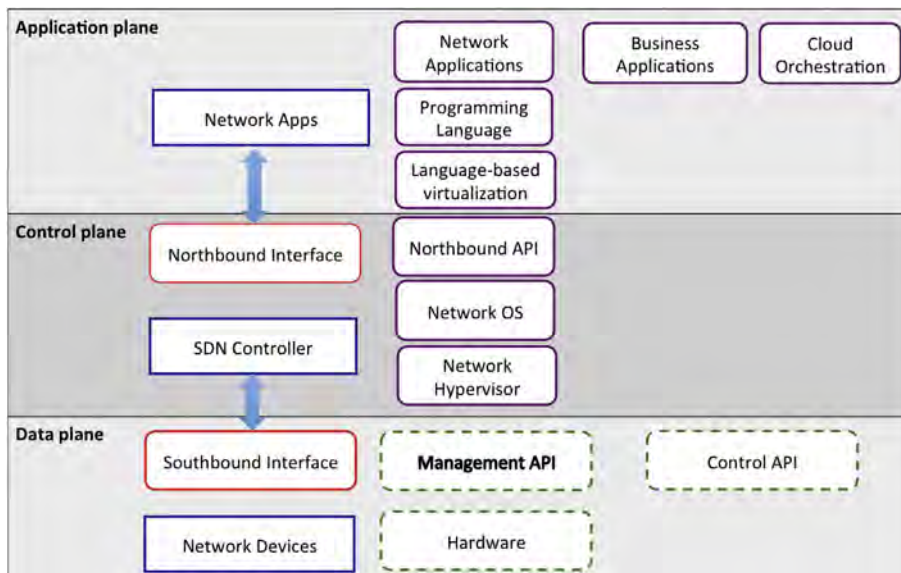 Application plane
Network
Applications
Business
Applications
Cloud
Orchestration
Network Apps
Programming
Language
Language-based
virtualization
Control plane
Northbound Interface
Northbound API
SDN Controller
Network OS
Network
Hypervisor
Data plane
Southbound Interface
Management API
Control API
Network Devices
Hardware